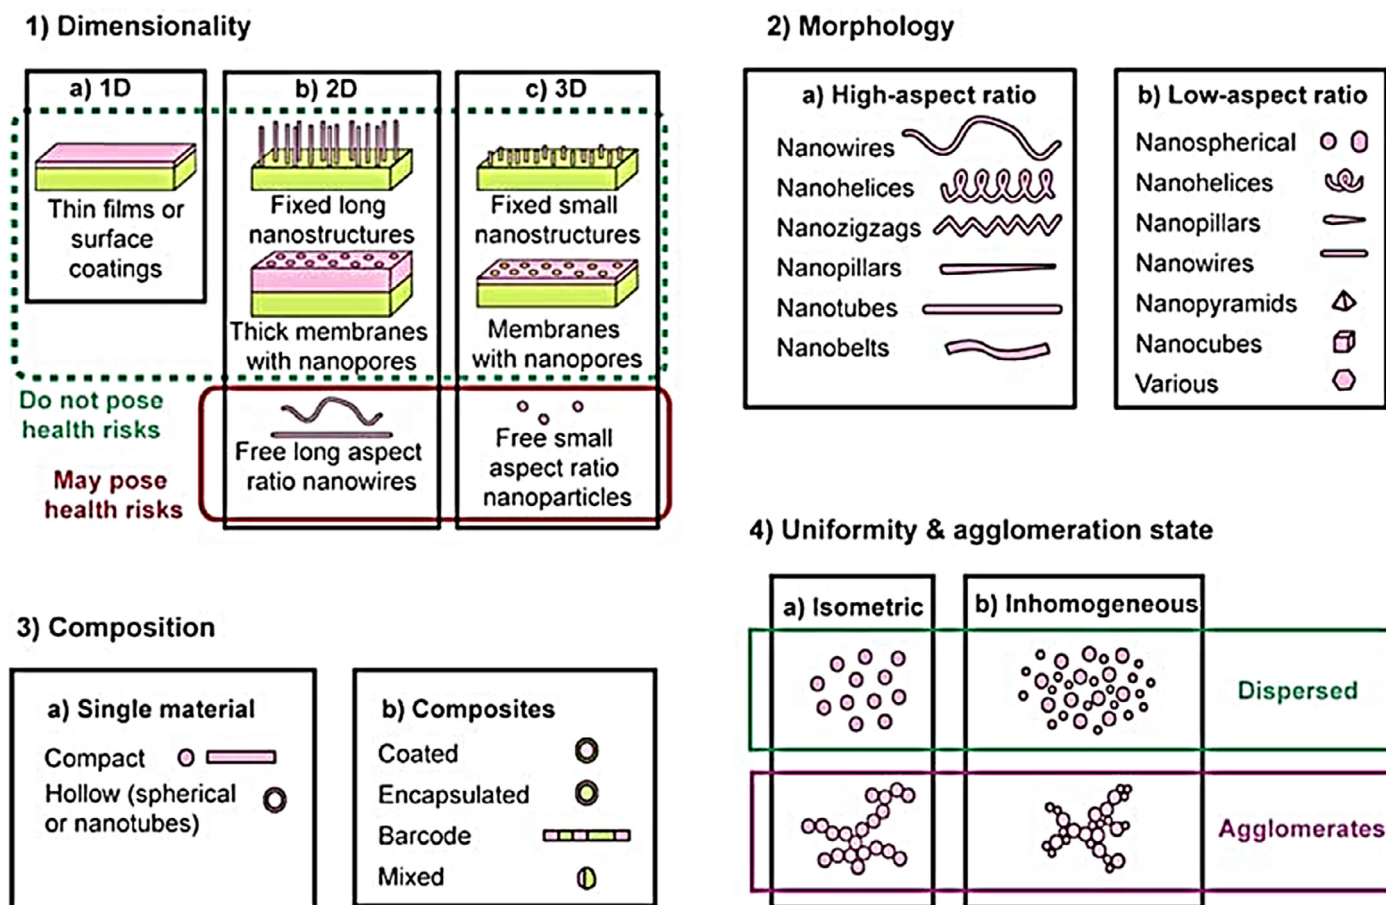 1) Dimensionality
a) 1D
Thin films or
surface
coatings
b) 2D
Fixed long
nanostructures
Thick membranes
with nanopores
Free long aspect
ratio nanowires
c) 3D
Fixed small
nanostructures
Membranes
with nanopores
Free small
aspect ratio
nanoparticles
Do not pose
health risks
May pose
health risks
2) Morphology
a) High-aspect ratio
Nanowires
Nanohelices
Nanozigzags
Nanopillars
Nanotubes
Nanobelts
b) Low-aspect ratio
Nanospherical
Nanohelices
Nanopillars
Nanowires
Nanopyramids
Nanocubes
Various
3) Composition
a) Single material
Compact
Hollow (spherical
or nanotubes)
b) Composites
Coated
Encapsulated
Barcode
Mixed
4) Uniformity & agglomeration state
a) Isometric
b) Inhomogeneous
Dispersed
Agglomerates